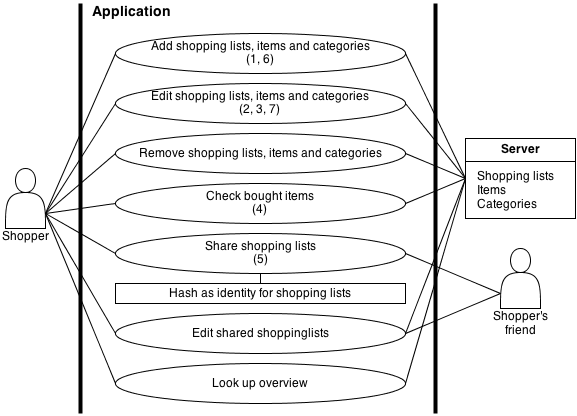 Application
Add shopping lists, items and categories
(1, 6)
Edit shopping lists, items and categories
(2, 3, 7)
Remove shopping lists, items and categories
Check bought items
(4)
Share shopping lists
(5)
Hash as identity for shopping lists
Edit shared shoppinglists
Look up overview
Shopper
Server
Shopping lists
Items
Categories
Shopper's
friend